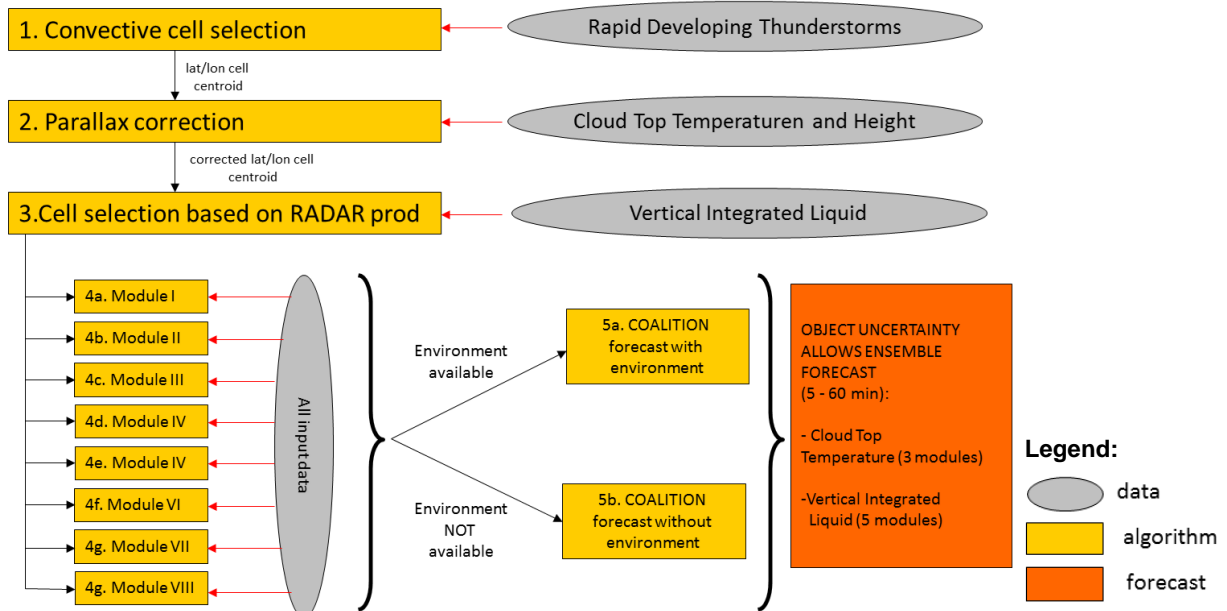 1. Convective cell selection
Rapid Developing Thunderstorms
lat/lon cell
centroid
2. Parallax correction
Cloud Top Temperaturen and Height
corrected lat/lon cell
centroid
3.Cell selection based on RADAR prod
Vertical Integrated Liquid
4a. Module I
4b. Module II
4c. Module III
4d. Module IV
4e. Module IV
4f. Module VI
4g. Module VII
4g. Module VIII
All input data
Environment
available
Environment
NOT
available
5a. COALITION
forecast with
environment
5b. COALITION
forecast without
environment
OBJECT UNCERTAINTY
ALLOWS ENSEMBLE
FORECAST
(5 - 60 min):
- Cloud Top
Temperature (3 modules)
-Vertical Integrated
Liquid (5 modules)
Legend:
data
algorithm
forecast